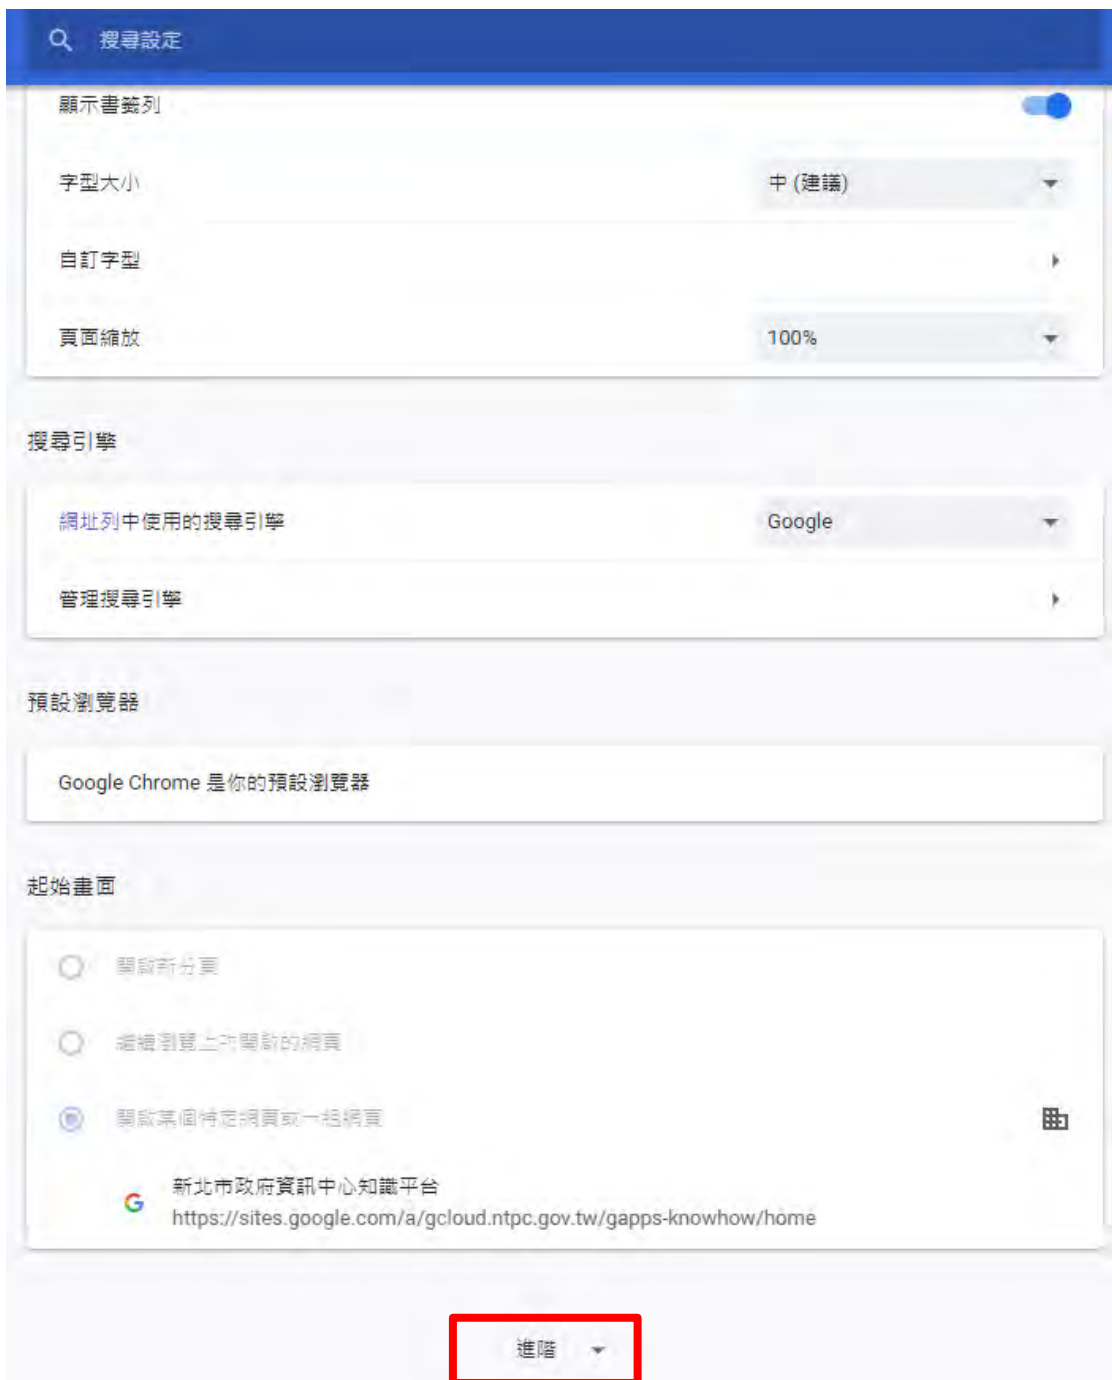 搜尋設定
顯示書籤列
字型大小
中 (建議)
自訂字型
頁面縮放
100%
搜尋引擎
網址列中使用的搜尋引擎
Google
管理搜尋引擎
預設瀏覽器
Google Chrome 是你的預設瀏覽器
起始畫面
開啟新分頁
繼續瀏覽上次開啟的網頁
開啟某個特定網頁或一組網頁
新北市政府資訊中心知識平台
https://sites.google.com/a/gcloud.ntpc.gov.tw/gapps-knowhow/home
進階